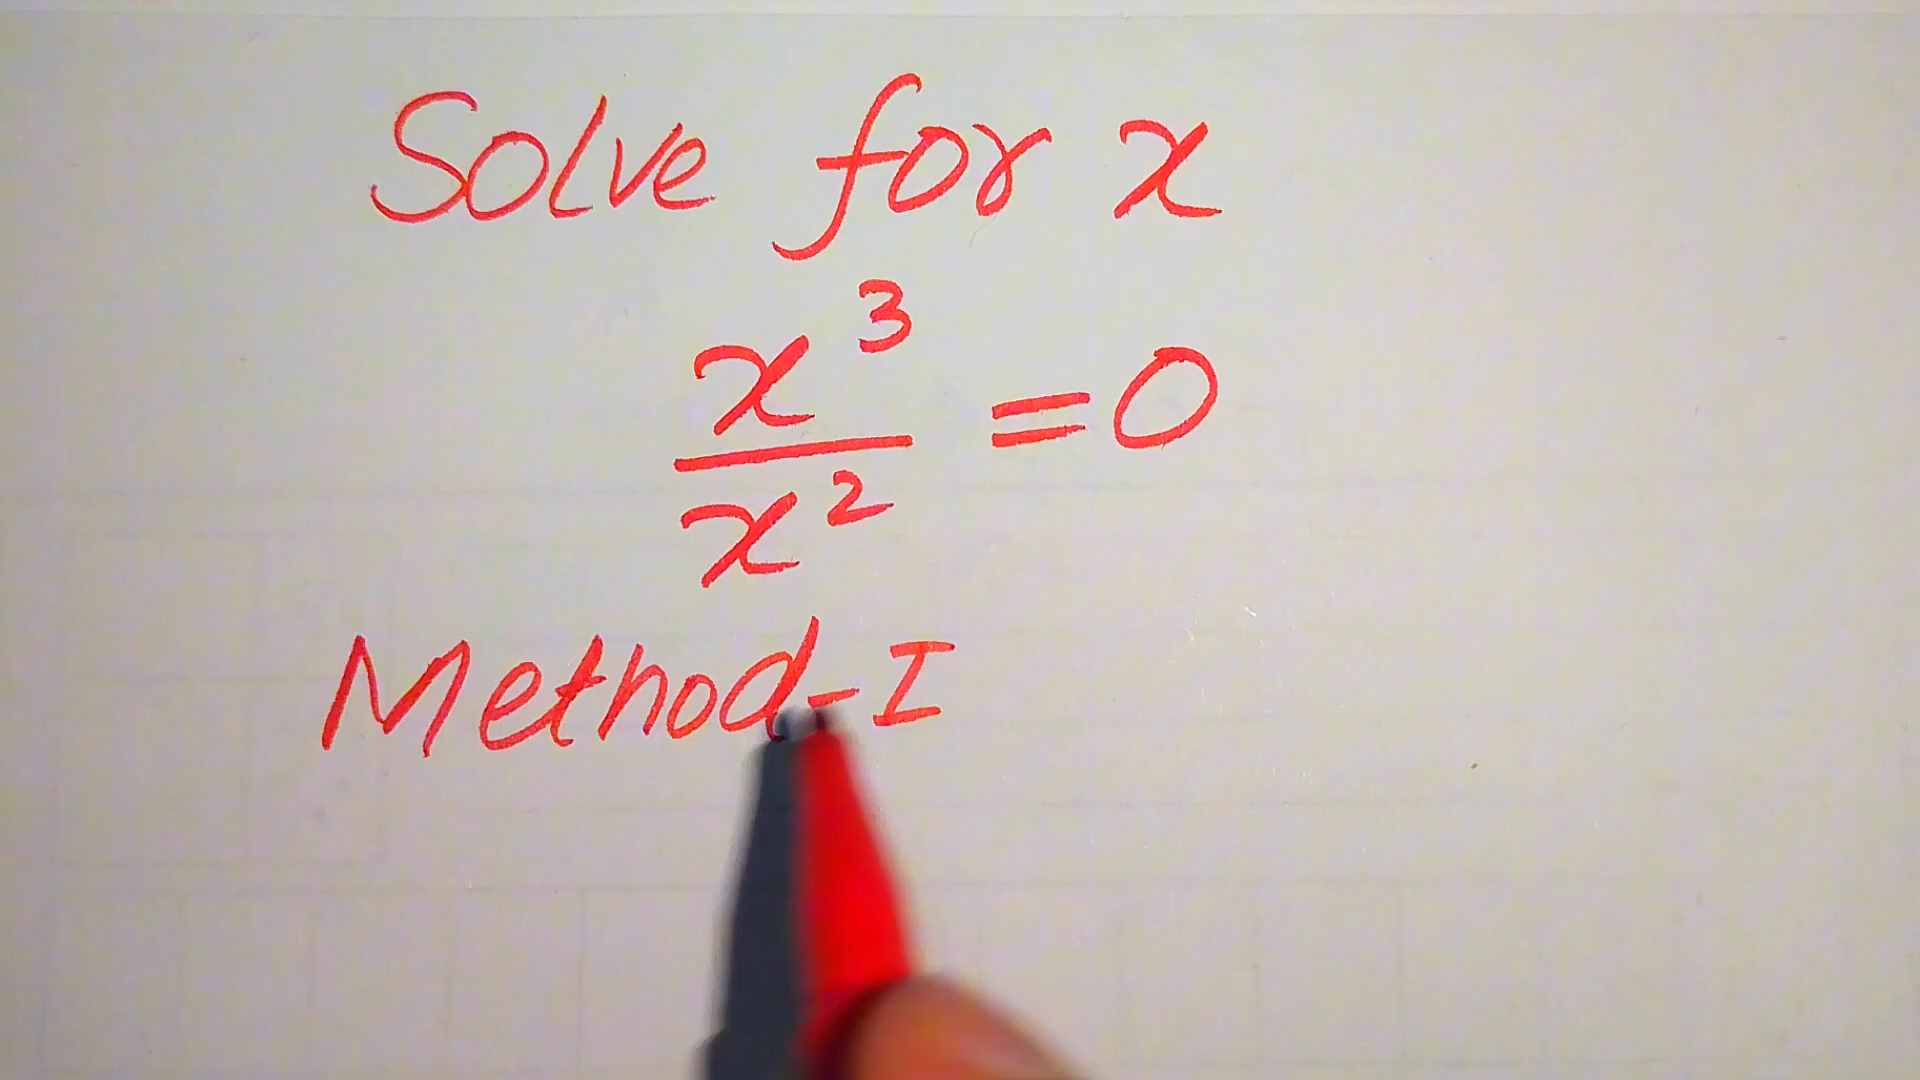 Solve for x
x³/x² = 0
Method-I